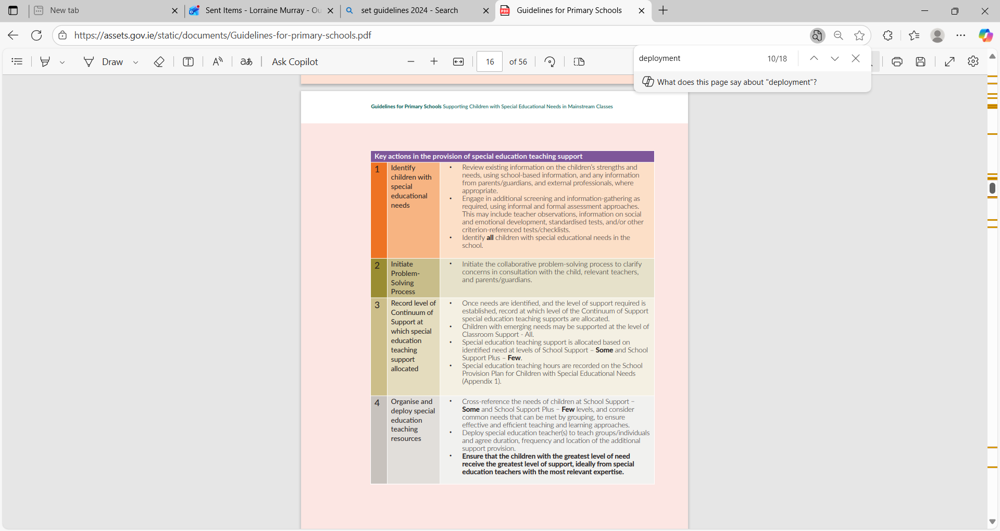 New tab
Sent Items - Lorraine Murray - Ou
set guidelines 2024 - Search
Guidelines for Primary Schools
https://assets.gov.ie/static/documents/Guidelines-for-primary-schools.pdf
Draw
Ask Copilot
16 of 56
deployment 10/18
What does this page say about "deployment"?
Guidelines for Primary Schools Supporting Children with Special Educational Needs in Mainstream Classes
Key actions in the provision of special education teaching support
1
Identify
children with
special
educational
needs
• Review existing information on the children's strengths and
needs, using school-based information, and any information
from parents/guardians, and external professionals, where
appropriate.
• Engage in additional screening and information-gathering as
required, using informal and formal assessment approaches.
This may include teacher observations, information on social
and emotional development, standardised tests, and/or other
criterion-referenced tests/checklists.
• Identify all children with special educational needs in the
school.
2
Initiate
Problem-
Solving
Process
• Initiate the collaborative problem-solving process to clarify
concerns in consultation with the child, relevant teachers,
and parents/guardians.
3
Record level of
Continuum of
Support at
which special
education
teaching
support
allocated
• Once needs are identified, and the level of support required is
established, record at which level of the Continuum of Support
special education teaching supports are allocated.
• Children with emerging needs may be supported at the level of
Classroom Support - All.
• Special education teaching support is allocated based on
identified need at levels of School Support – Some and School
Support Plus – Few.
• Special education teaching hours are recorded on the School
Provision Plan for Children with Special Educational Needs
(Appendix 1).
4
Organise and
deploy special
education
teaching
resources
• Cross-reference the needs of children at School Support –
Some and School Support Plus – Few levels, and consider
common needs that can be met by grouping, to ensure
effective and efficient teaching and learning approaches.
• Deploy special education teacher(s) to teach groups/individuals
and agree duration, frequency and location of the additional
support provision.
• Ensure that the children with the greatest level of need
receive the greatest level of support, ideally from special
education teachers with the most relevant expertise.